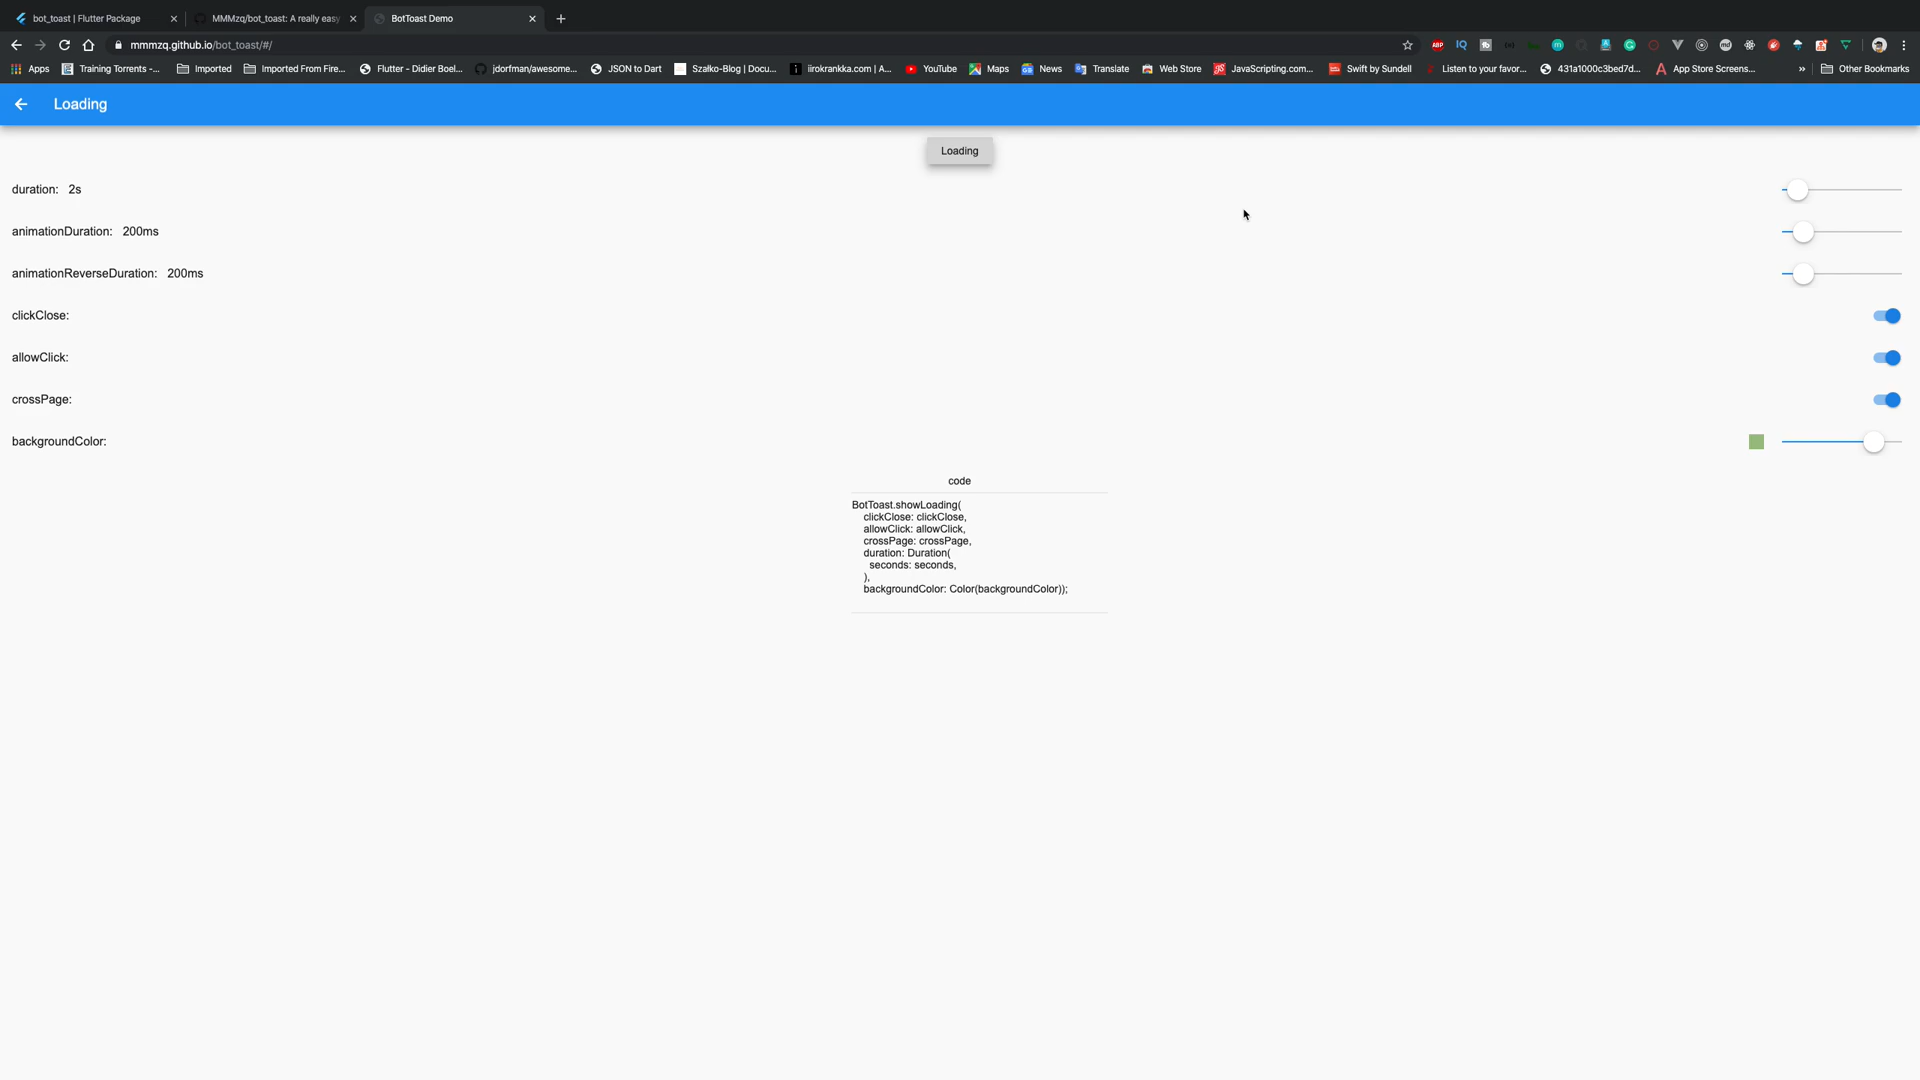 bot_toast | Flutter Package
MMMzq/bot_toast: A really easy
BotToast Demo
mmmzq.github.io/bot_toast/#/
Apps
Training Torrents -...
Imported
Imported From Fire...
Flutter - Didier Boel...
jdorfman/awesome...
JSON to Dart
Szałko-Blog | Docu...
iirokrankka.com | A...
YouTube
Maps
News
Translate
Web Store
JavaScripting.com...
Swift by Sundell
Listen to your favor...
431a1000c3bed7d...
App Store Screens...
»
Other Bookmarks
Loading
Loading
duration: 2s
animationDuration: 200ms
animationReverseDuration: 200ms
clickClose:
allowClick:
crossPage:
backgroundColor:
code
BotToast.showLoading(
clickClose: clickClose,
allowClick: allowClick,
crossPage: crossPage,
duration: Duration(
seconds: seconds,
),
backgroundColor: Color(backgroundColor));